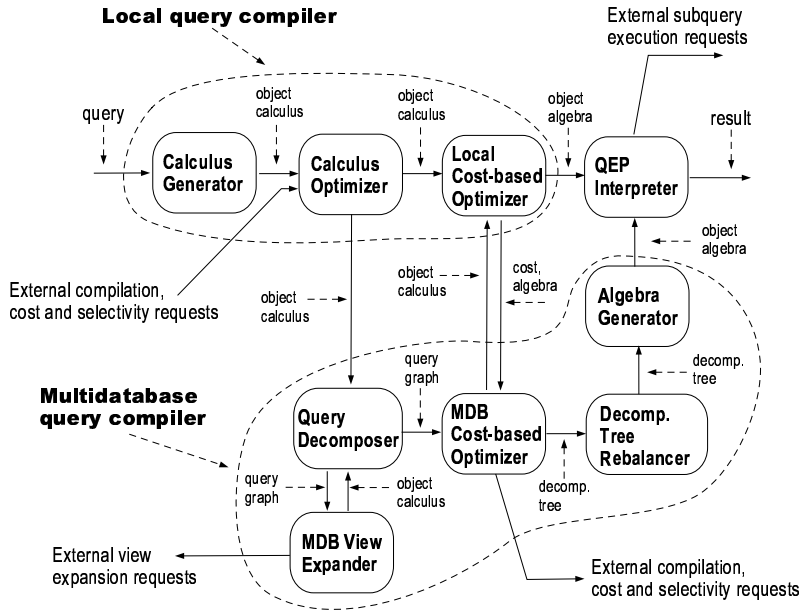 Local query compiler
External subquery
execution requests
query
object
calculus
object
calculus
object
algebra
result
Calculus
Generator
Calculus
Optimizer
Local
Cost-based
Optimizer
QEP
Interpreter
object
algebra
External compilation,
cost and selectivity requests
object
calculus
object
calculus
cost,
algebra
Algebra
Generator
Multidatabase
query compiler
query
graph
decomp.
tree
Query
Decomposer
MDB
Cost-based
Optimizer
Decomp.
Tree
Rebalancer
query
graph
object
calculus
decomp.
tree
MDB View
Expander
External view
expansion requests
External compilation,
cost and selectivity requests